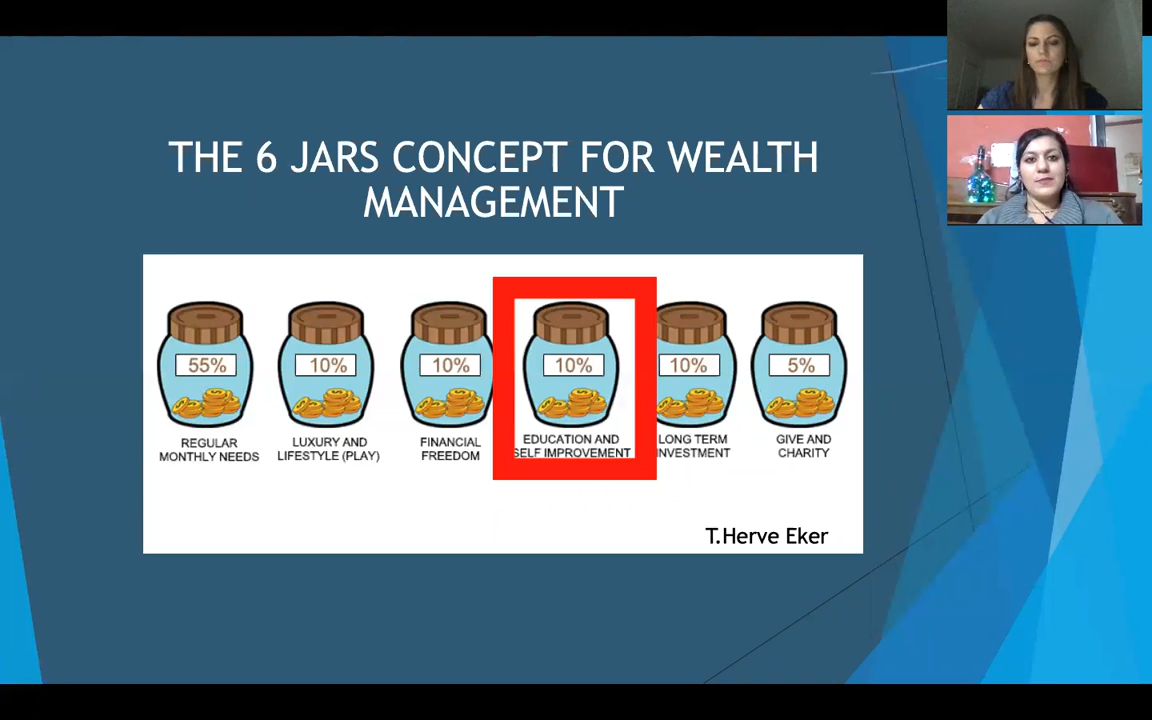 THE 6 JARS CONCEPT FOR WEALTH
MANAGEMENT
55%
10%
10%
10%
10%
5%
REGULAR
MONTHLY NEEDS
LUXURY AND
LIFESTYLE (PLAY)
FINANCIAL
FREEDOM
EDUCATION AND
SELF IMPROVEMENT
LONG TERM
INVESTMENT
GIVE AND
CHARITY
T.Herve Eker